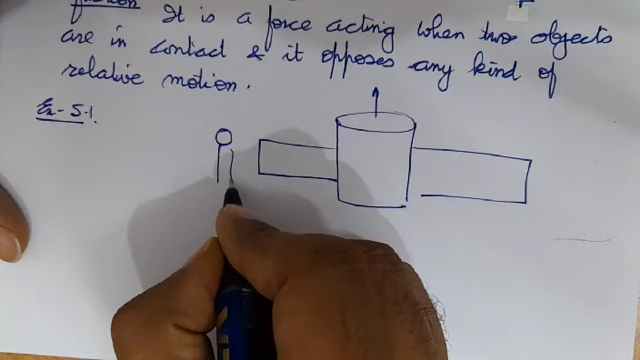 friction It is a force acting when two objects
are in contact & it opposes any kind of
relative motion.
Ex-5.1.